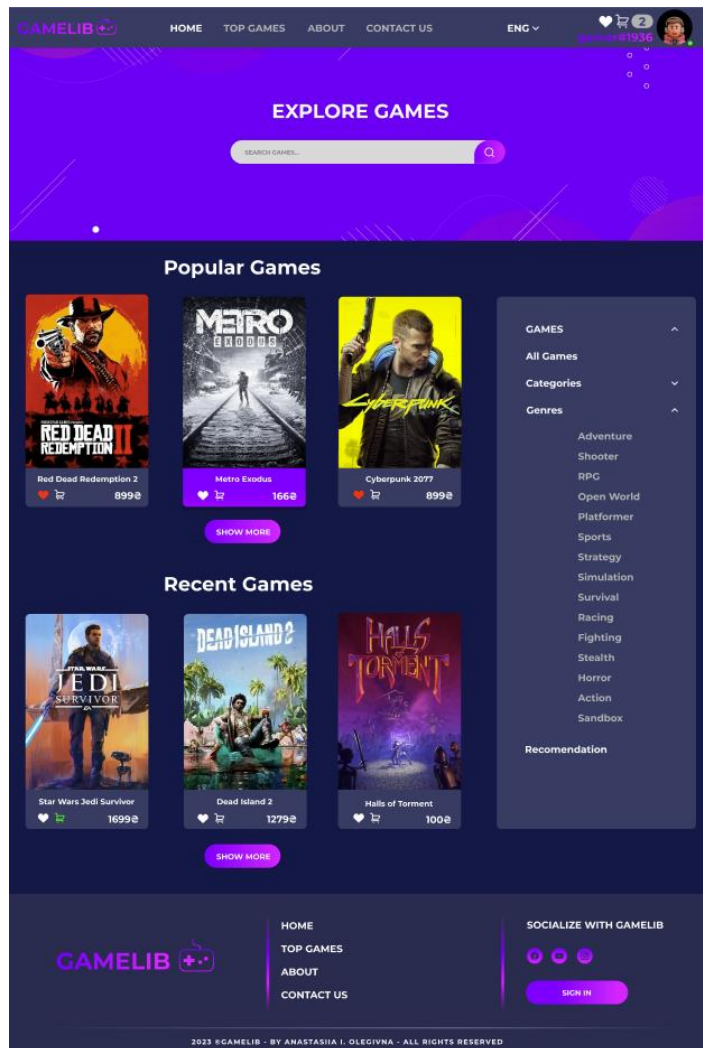 GAMELIB
HOME TOP GAMES ABOUT CONTACT US ENG 2
#1936
EXPLORE GAMES
SEARCH GAMES...
Popular Games
RED DEAD
REDEMPTION II
METRO
EXODUS
Cyberpunk
Red Dead Redemption 2
899₴
Metro Exodus
166₴
Cyberpunk 2077
899₴
SHOW MORE
Recent Games
STAR WARS
JEDI
SURVIVOR
EA
DEAD ISLAND 2
HALLS
OF
TORMENT
Star Wars Jedi Survivor
1699₴
Dead Island 2
1279₴
Halls of Torment
100₴
SHOW MORE
GAMES
All Games
Categories
Genres
Adventure
Shooter
RPG
Open World
Platformer
Sports
Strategy
Simulation
Survival
Racing
Fighting
Stealth
Horror
Action
Sandbox
Recomendation
GAMELIB
HOME
TOP GAMES
ABOUT
CONTACT US
SOCIALIZE WITH GAMELIB
SIGN IN
2023 ©GAMELIB - BY ANASTASIIA I. OLEGIVNA - ALL RIGHTS RESERVED